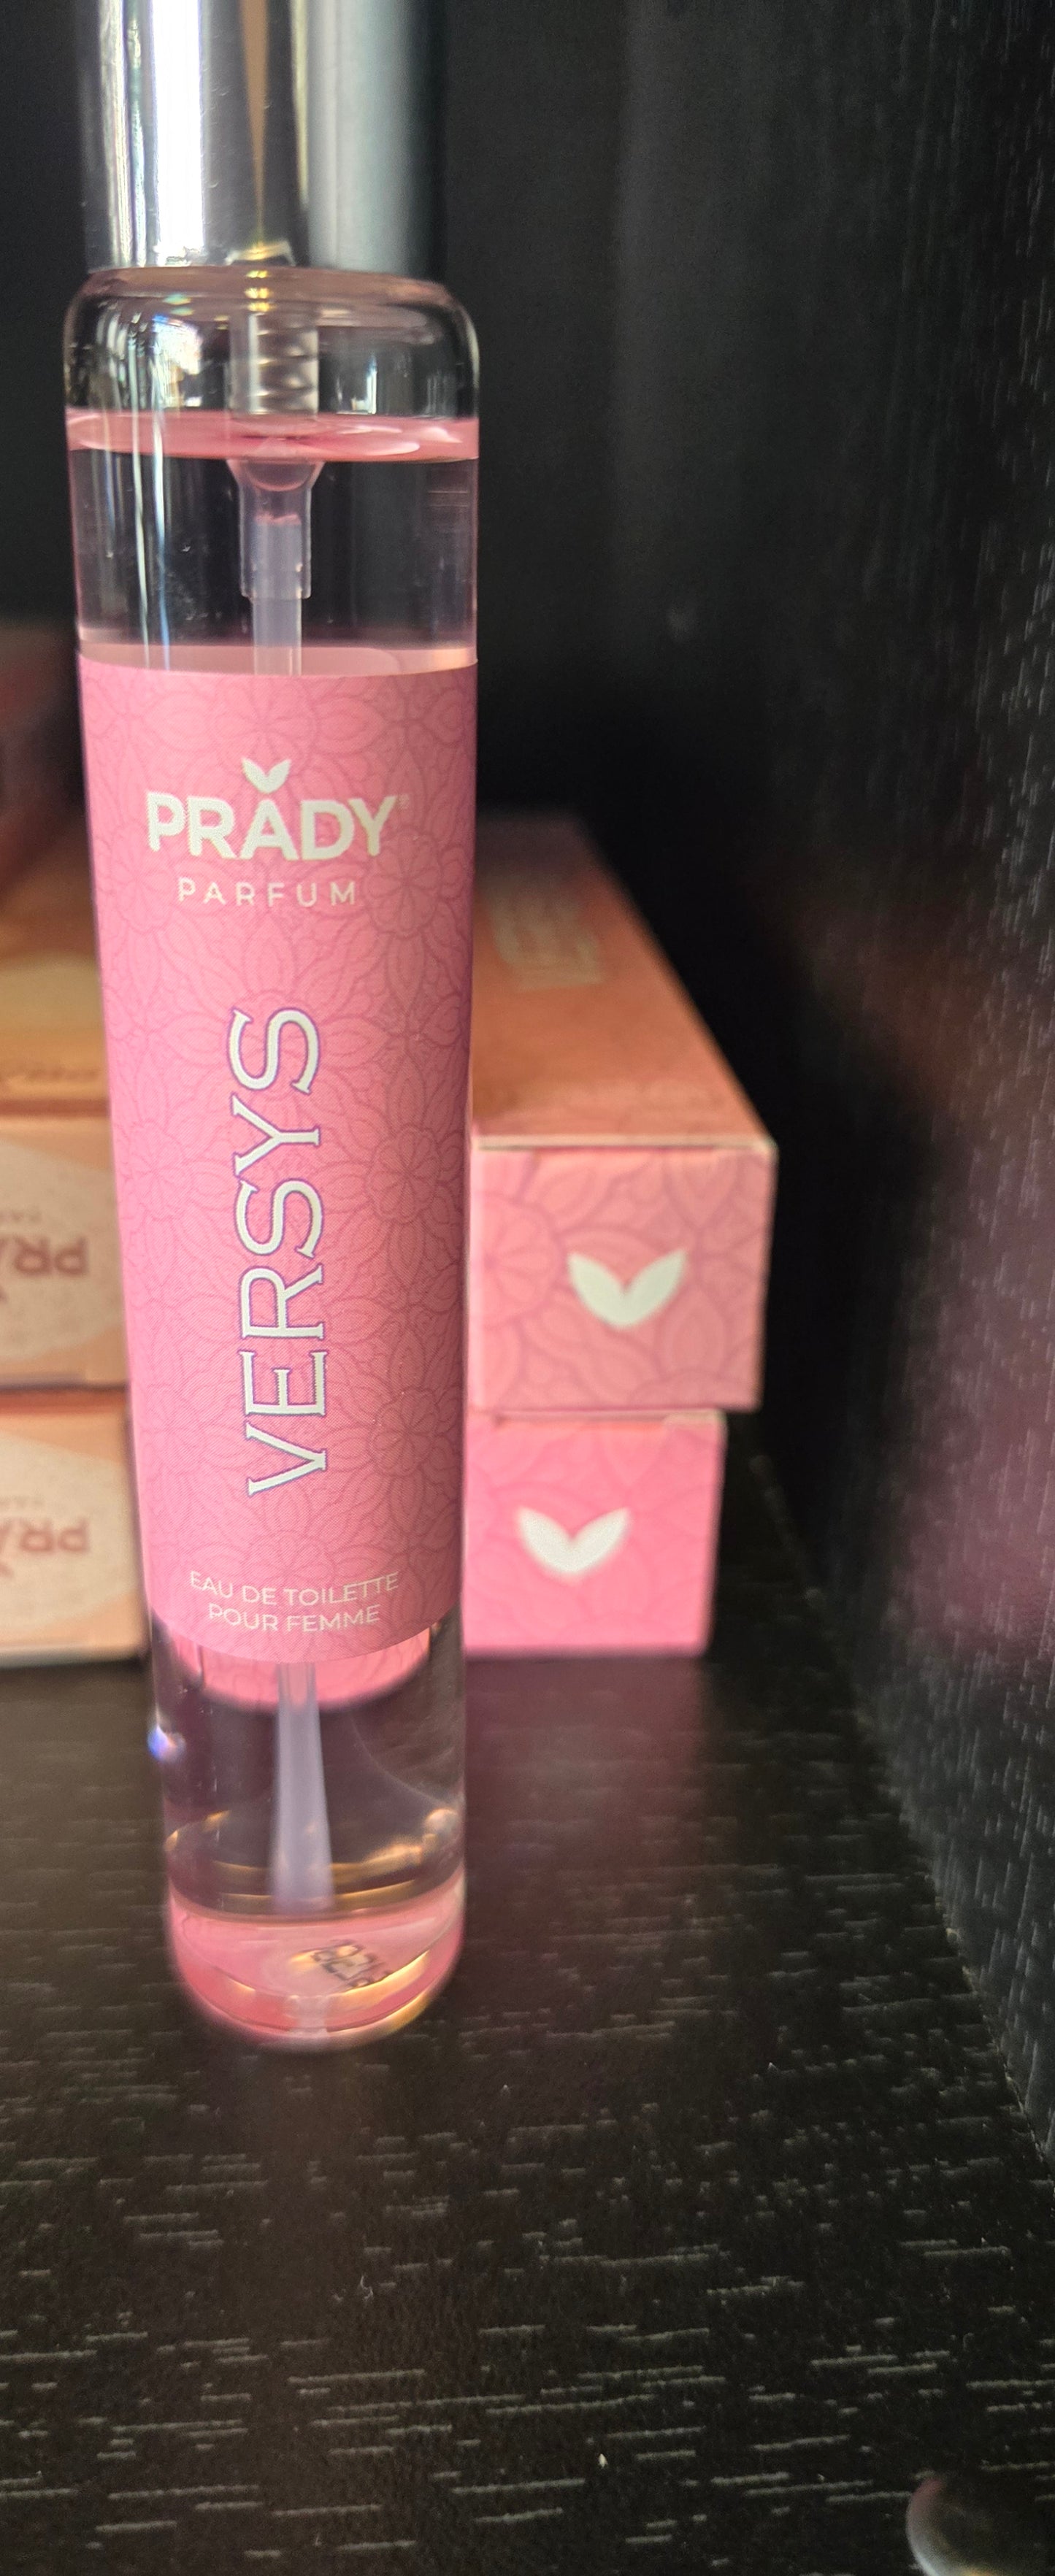 PRADY®
PARFUM
VERSYS
EAU DE TOILETTE
POUR FEMME